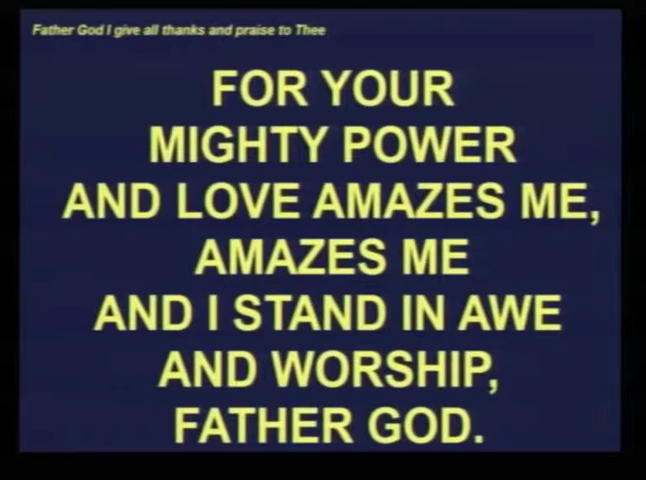 Father God I give all thanks and praise to Thee
FOR YOUR
MIGHTY POWER
AND LOVE AMAZES ME,
AMAZES ME
AND I STAND IN AWE
AND WORSHIP,
FATHER GOD.